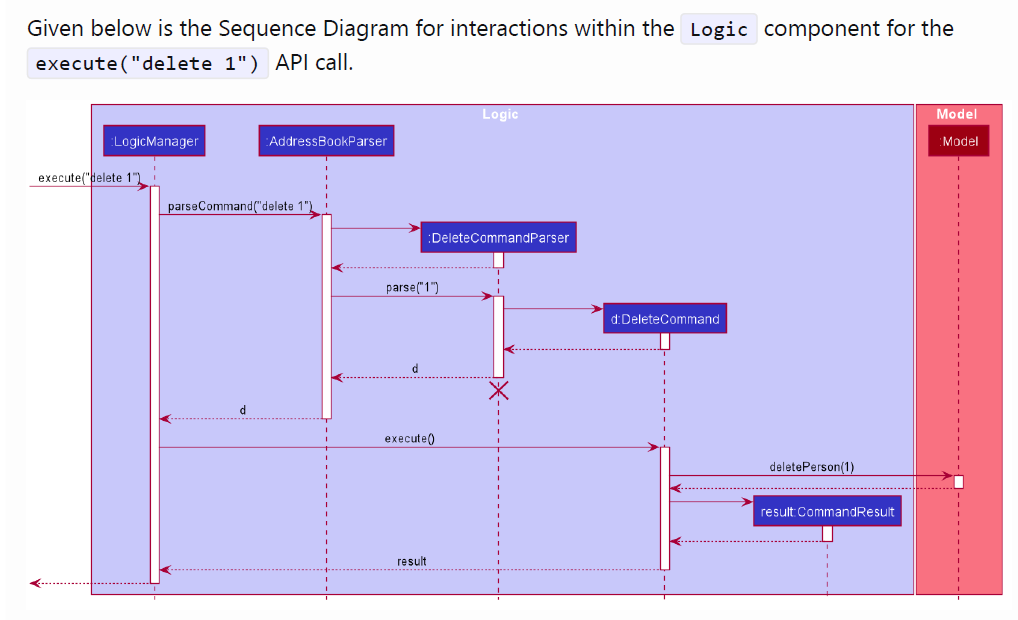 Given below is the Sequence Diagram for interactions within the Logic component for the
execute("delete 1") API call.
Logic
Model
:LogicManager
:AddressBookParser
:Model
execute("delete 1")
parseCommand("delete 1")
:DeleteCommandParser
parse("1")
d:DeleteCommand
d
d
execute()
deletePerson(1)
result:CommandResult
result